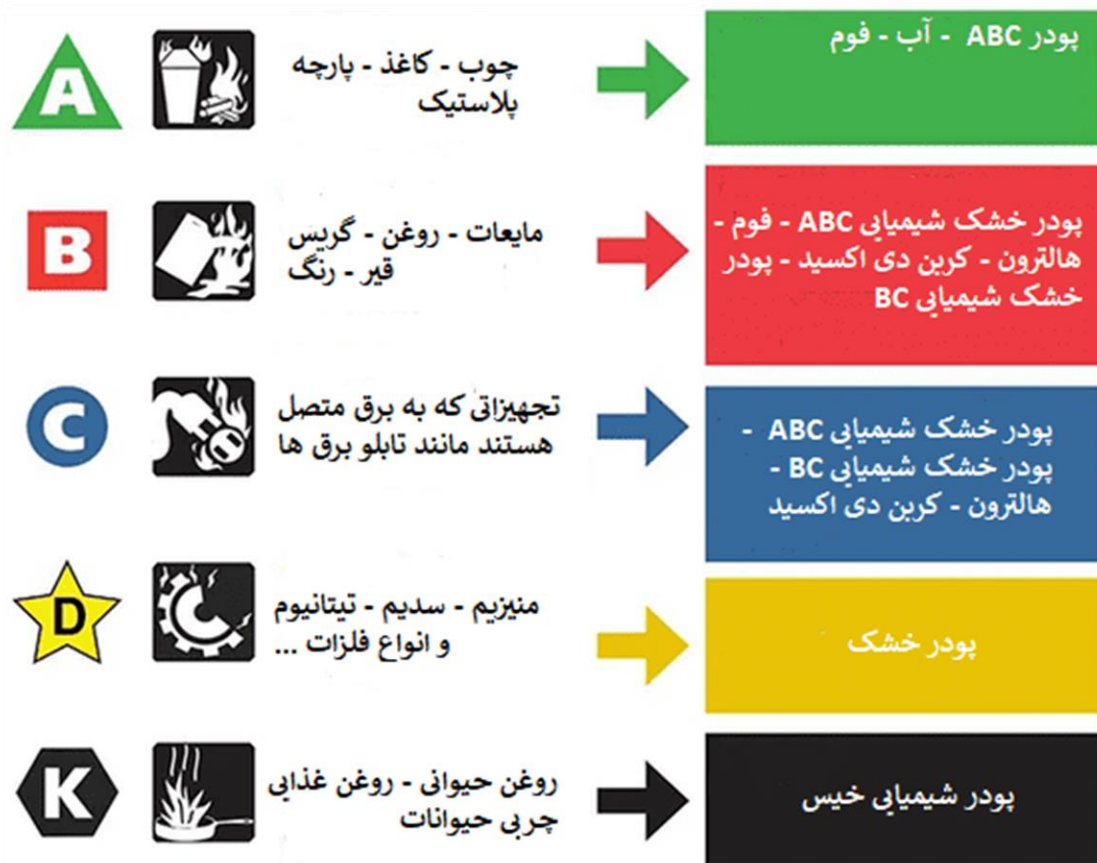 A
چوب - کاغذ - پارچه
پلاستیک
پودر ABC - آب - فوم
B
مایعات - روغن - گریس
قیر - رنگ
پودر خشک شیمیایی ABC - فوم -
هالترون - کربن دی اکسید - پودر
خشک شیمیایی BC
C
تجهیزاتی که به برق متصل
هستند مانند تابلو برق ها
پودر خشک شیمیایی ABC -
پودر خشک شیمیایی BC -
هالترون - کربن دی اکسید
D
منیزیم - سدیم - تیتانیوم
و انواع فلزات ...
پودر خشک
K
روغن حیوانی - روغن غذایی
چربی حیوانات
پودر شیمیایی خیس